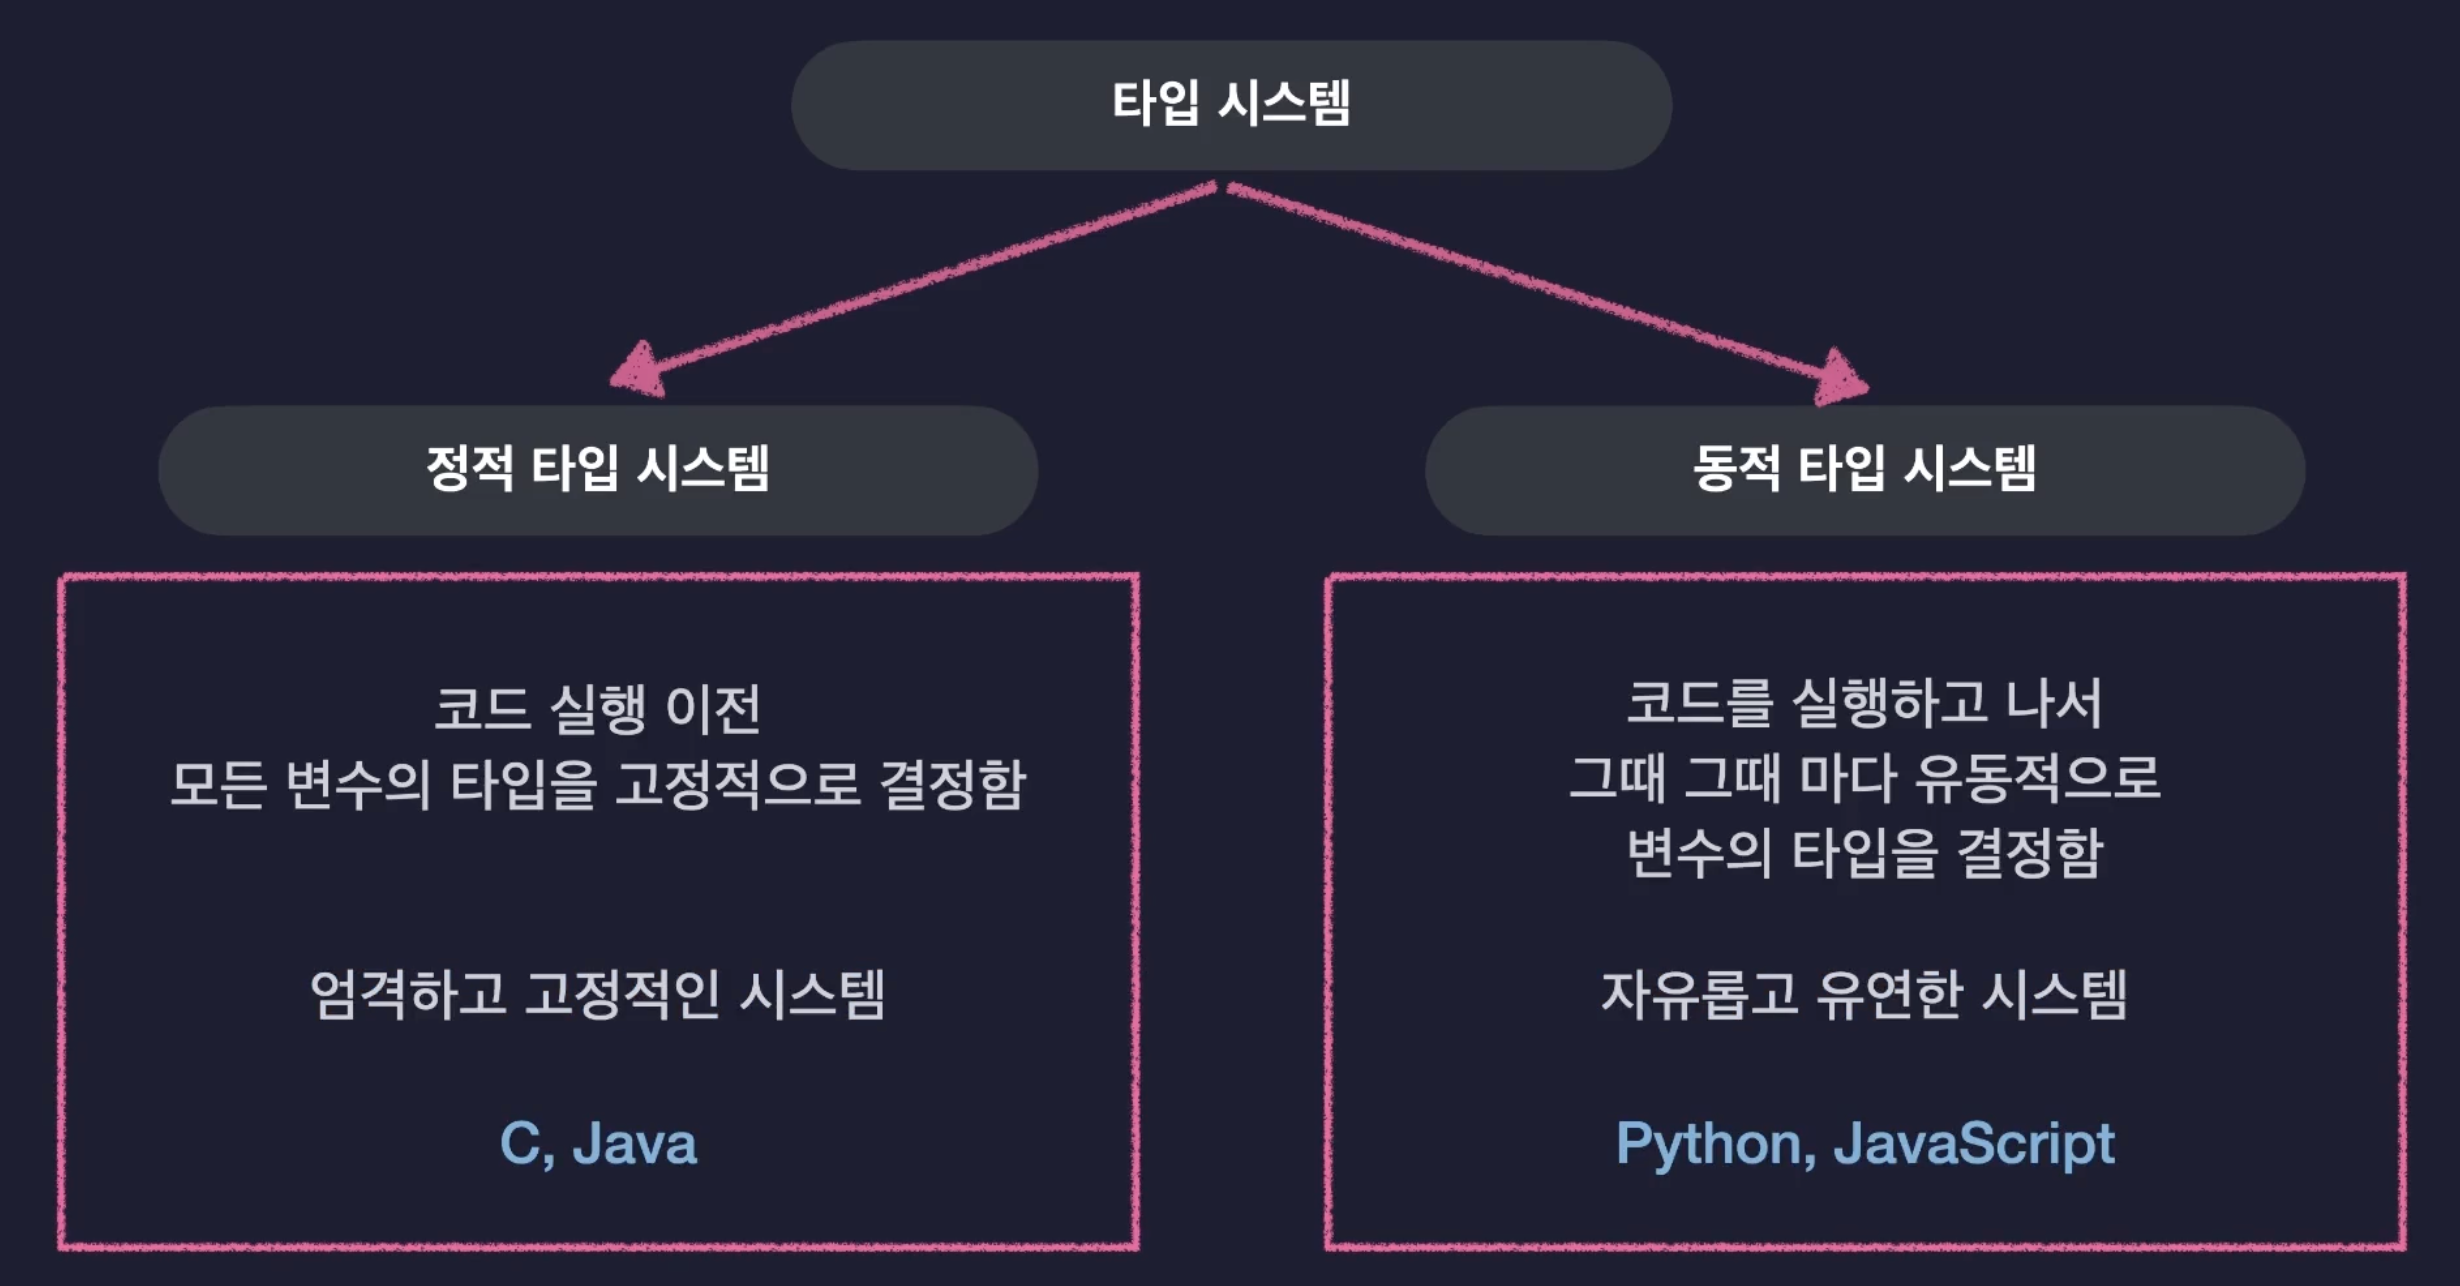 타입 시스템
정적 타입 시스템
코드 실행 이전
모든 변수의 타입을 고정적으로 결정함
엄격하고 고정적인 시스템
C, Java
동적 타입 시스템
코드를 실행하고 나서
그때 그때 마다 유동적으로
변수의 타입을 결정함
자유롭고 유연한 시스템
Python, JavaScript